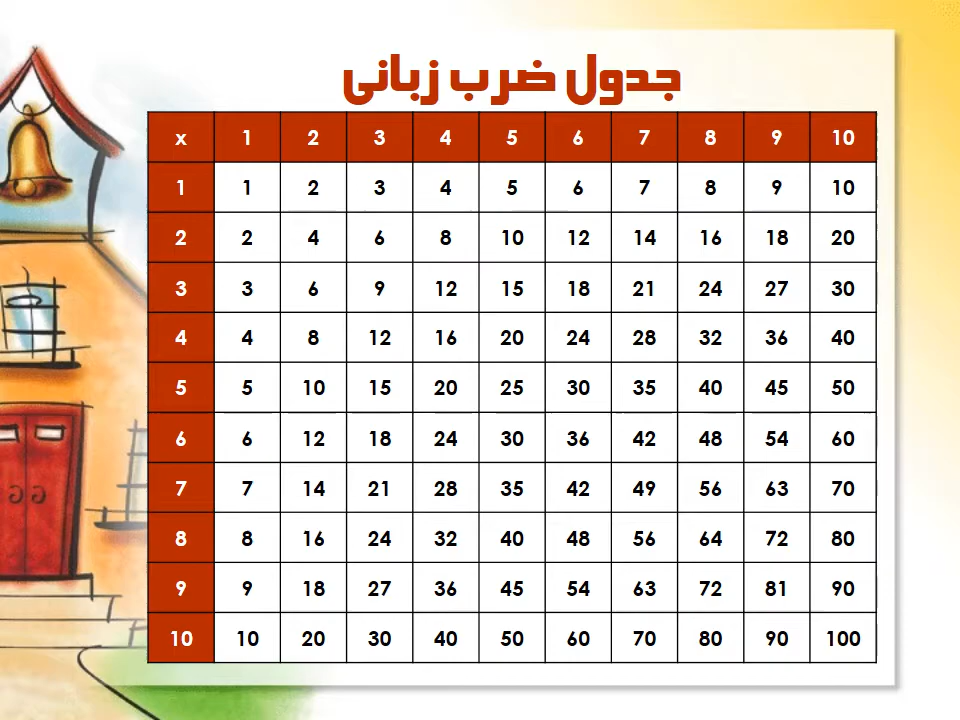 جدول ضرب زبانی
x 1 2 3 4 5 6 7 8 9 10
1 1 2 3 4 5 6 7 8 9 10
2 2 4 6 8 10 12 14 16 18 20
3 3 6 9 12 15 18 21 24 27 30
4 4 8 12 16 20 24 28 32 36 40
5 5 10 15 20 25 30 35 40 45 50
6 6 12 18 24 30 36 42 48 54 60
7 7 14 21 28 35 42 49 56 63 70
8 8 16 24 32 40 48 56 64 72 80
9 9 18 27 36 45 54 63 72 81 90
10 10 20 30 40 50 60 70 80 90 100